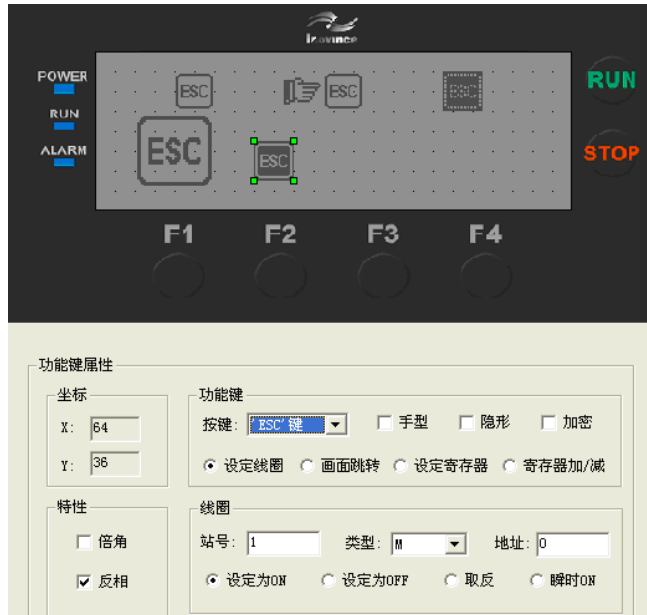 Inovance
POWER
RUN
ALARM
ESC ESC ESC
ESC ESC
RUN
STOP
F1 F2 F3 F4
功能键属性
坐标
X: 64
Y: 36
功能键
按键: 'ESC'键 手型 隐形 加密
设定线圈 画面跳转 设定寄存器 寄存器加/减
特性
倍角
反相
线圈
站号: 1 类型: M 地址: 0
设定为ON 设定为OFF 取反 瞬时ON